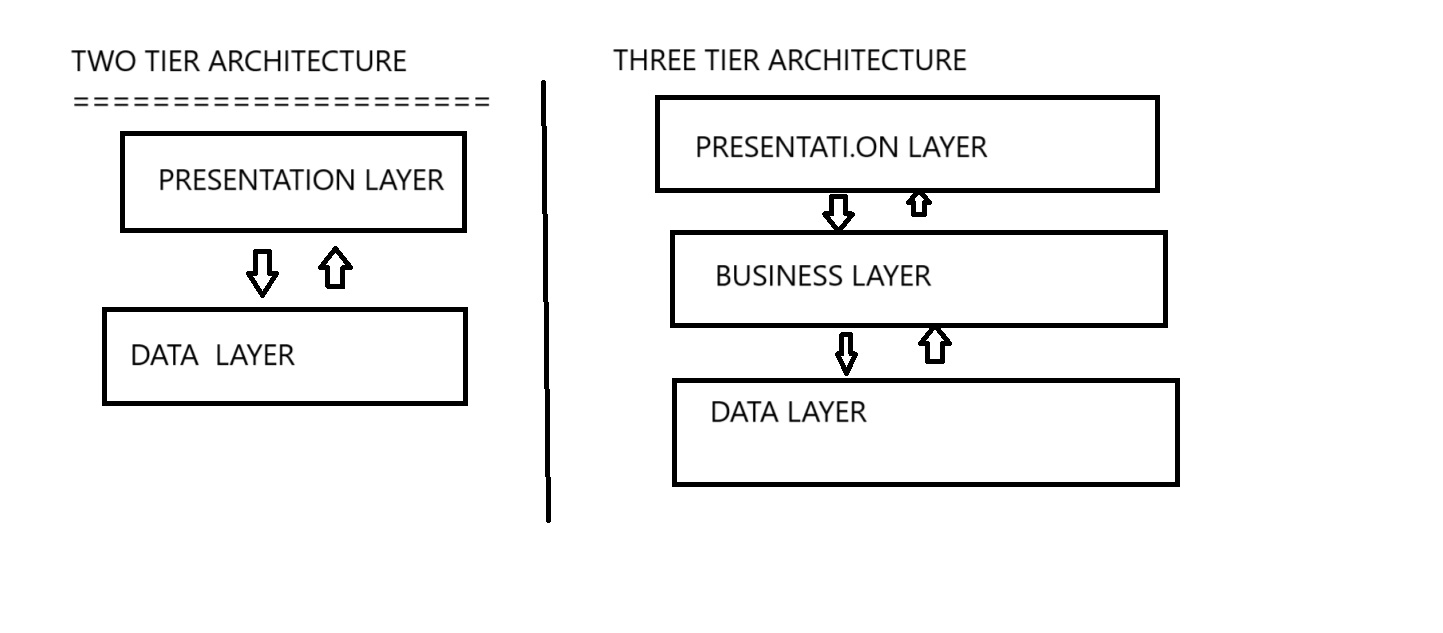 TWO TIER ARCHITECTURE
=====================
PRESENTATION LAYER
DATA  LAYER
THREE TIER ARCHITECTURE
PRESENTATI.ON LAYER
BUSINESS LAYER
DATA LAYER